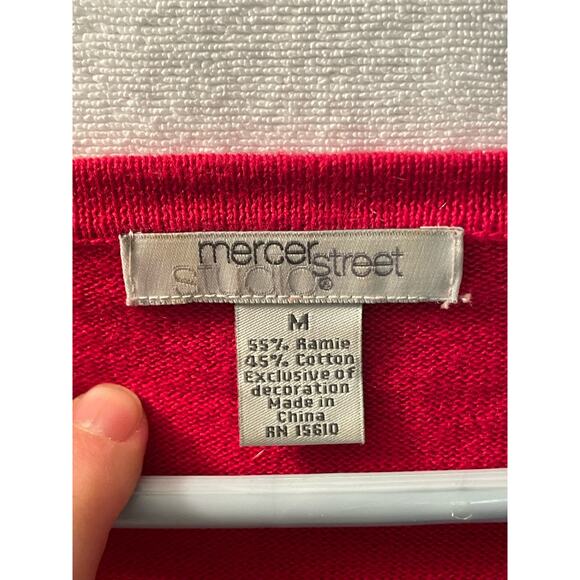 mercer street
studio®
M
55% Ramie
45% Cotton
Exclusive of
decoration
Made in
China
RN 15610